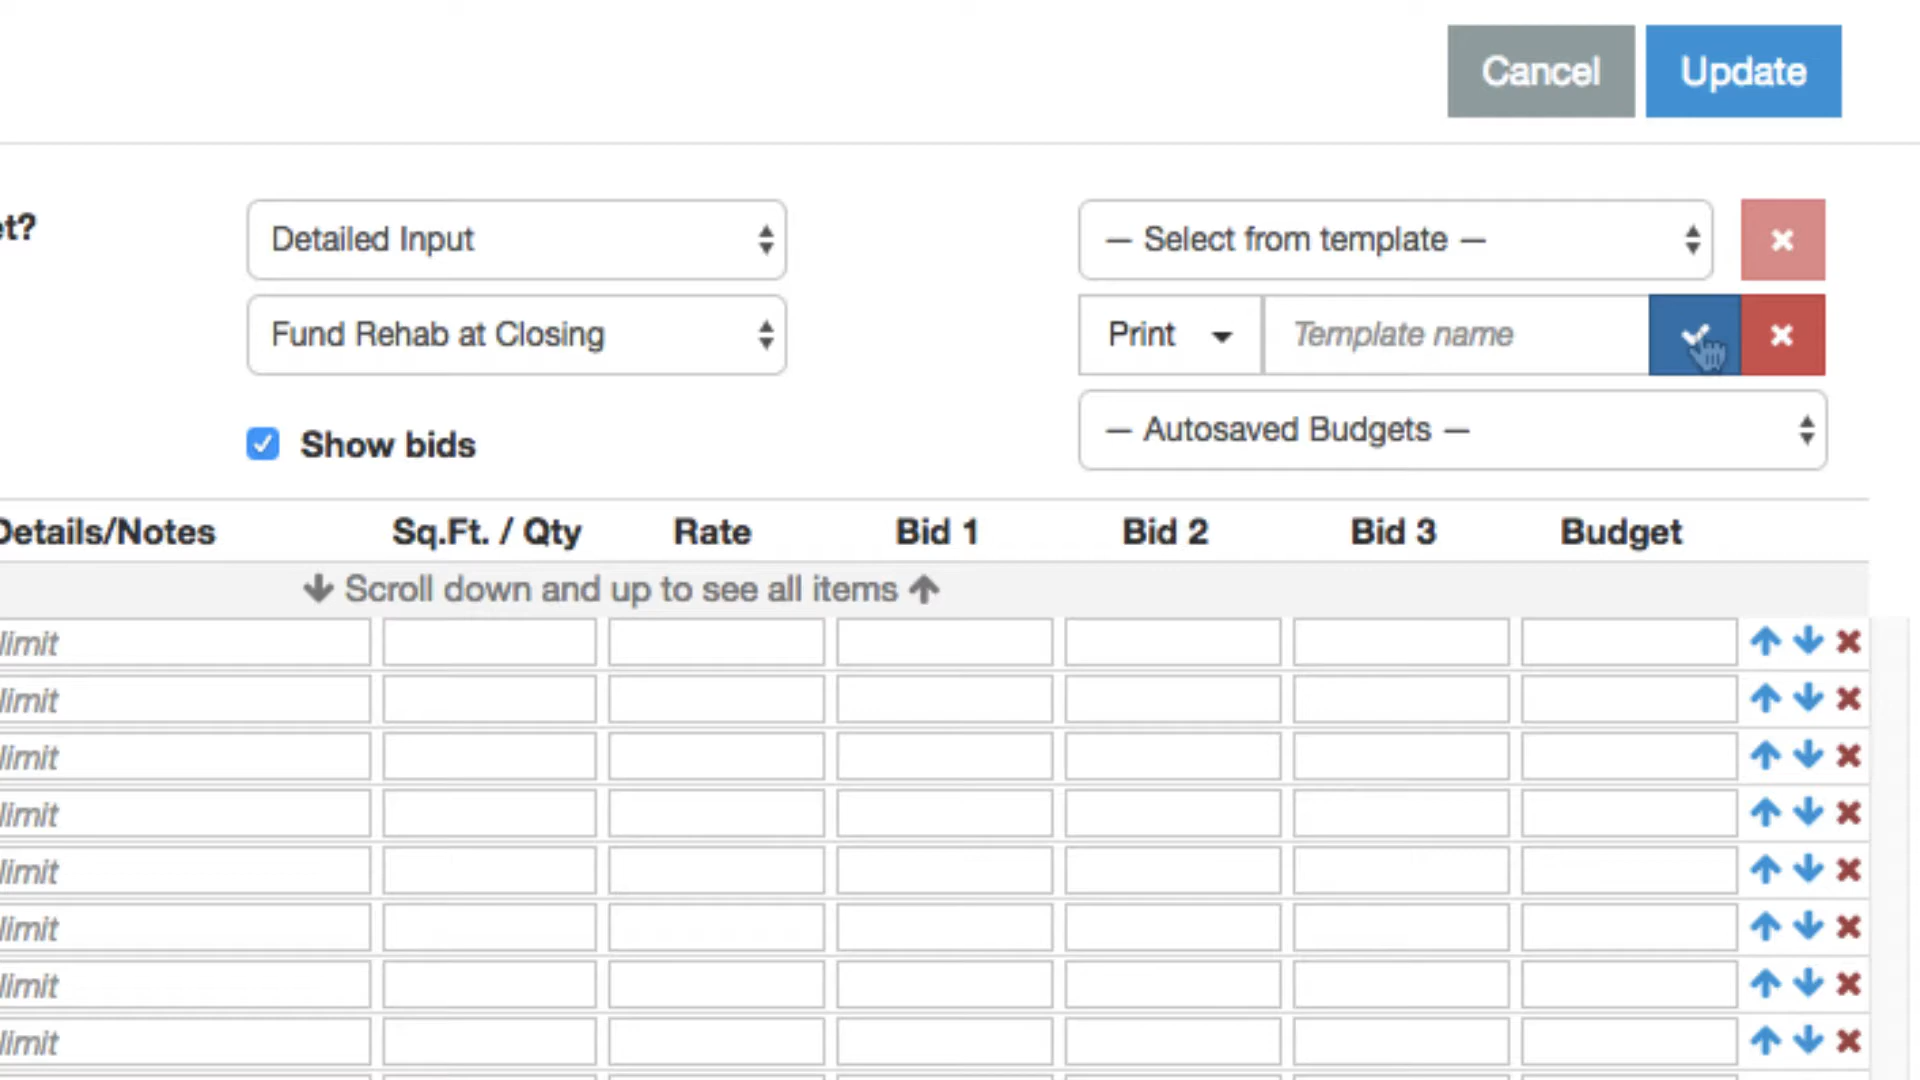 Cancel Update
et? Detailed Input — Select from template —
Fund Rehab at Closing Print Template name
Show bids — Autosaved Budgets —
Details/Notes Sq.Ft. / Qty Rate Bid 1 Bid 2 Bid 3 Budget
Scroll down and up to see all items
limit
limit
limit
limit
limit
limit
limit
limit